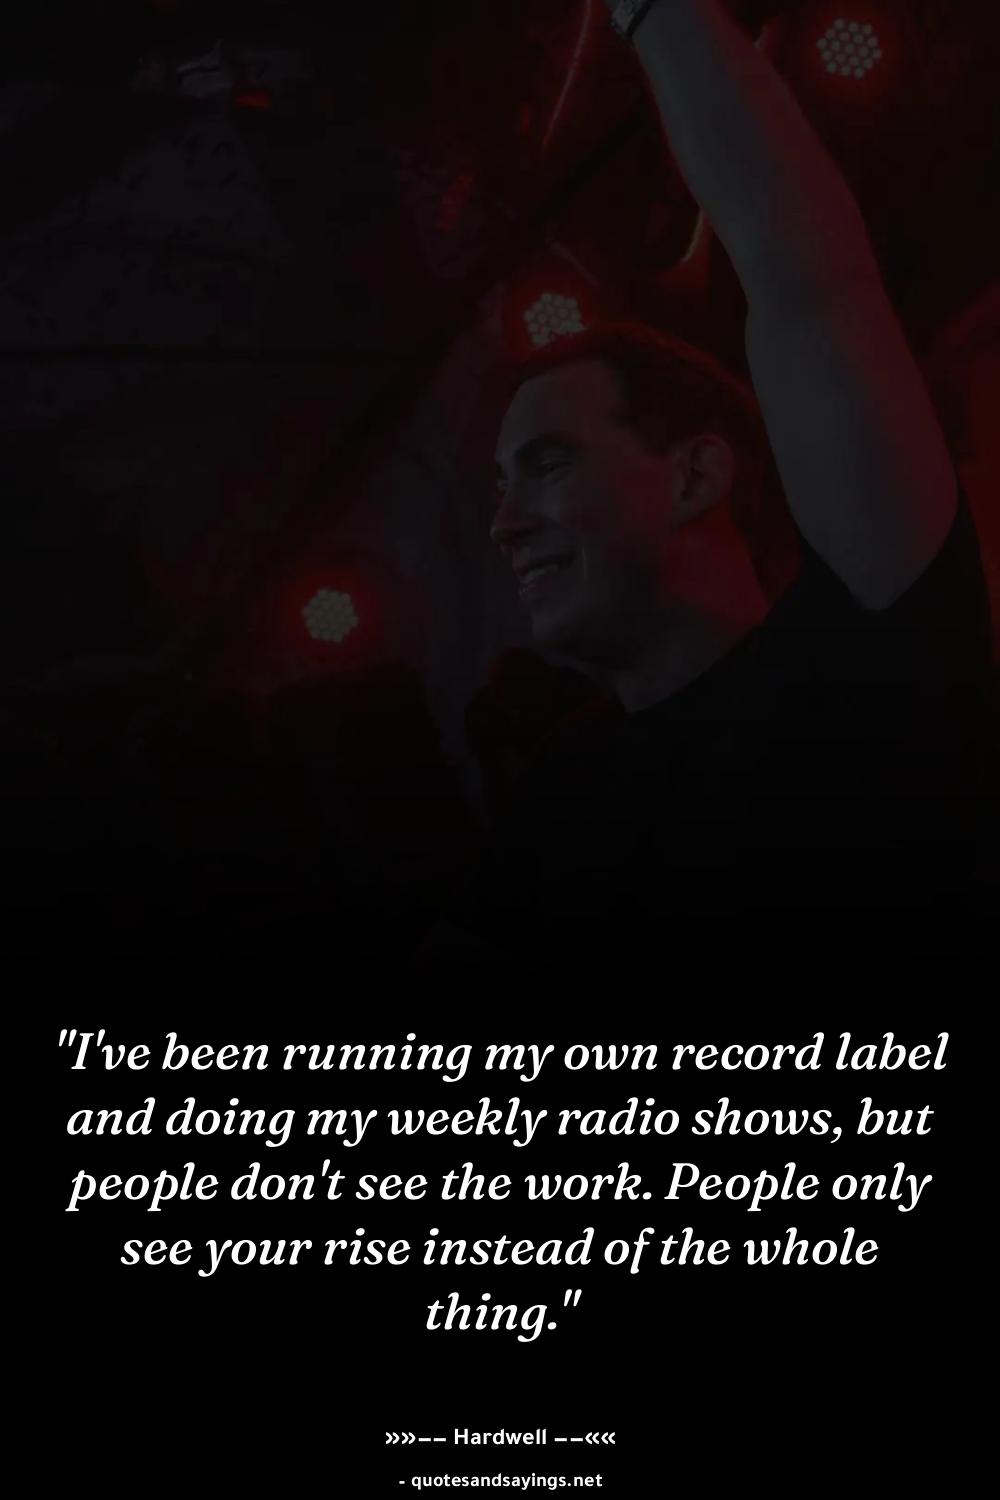 "I've been running my own record label
and doing my weekly radio shows, but
people don't see the work. People only
see your rise instead of the whole
thing."
»»–– Hardwell ––««
- quotesandsayings.net